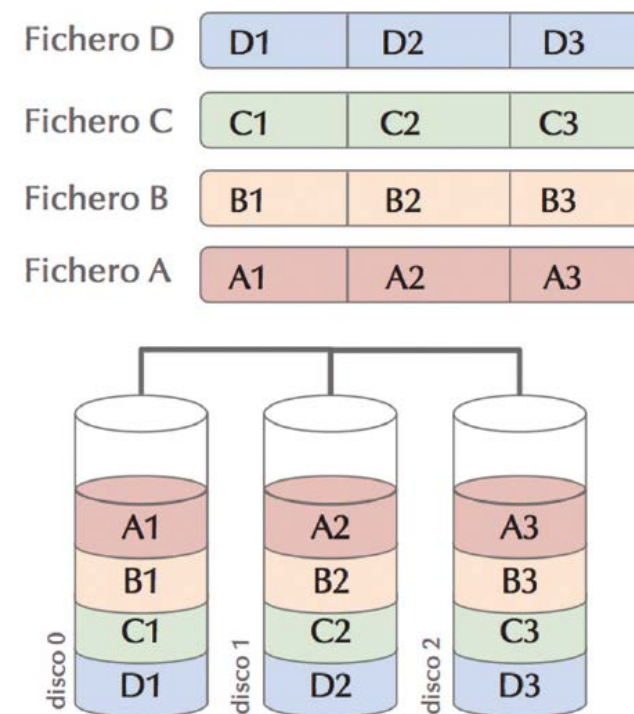 Fichero D D1 D2 D3
Fichero C C1 C2 C3
Fichero B B1 B2 B3
Fichero A A1 A2 A3
A1 A2 A3
B1 B2 B3
C1 C2 C3
D1 D2 D3
disco 0 disco 1 disco 2